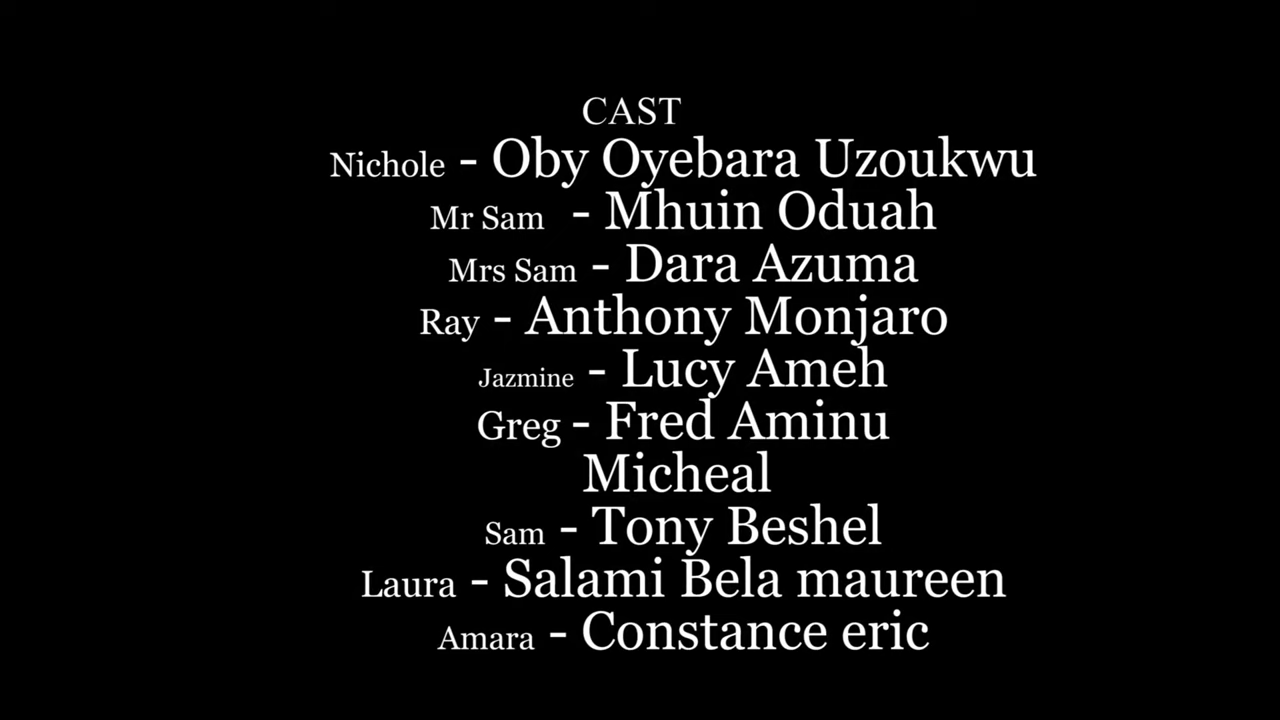 CAST
Nichole - Oby Oyebara Uzoukwu
Mr Sam - Mhuin Oduah
Mrs Sam - Dara Azuma
Ray - Anthony Monjaro
Jazmine - Lucy Ameh
Greg - Fred Aminu
Micheal
Sam - Tony Beshel
Laura - Salami Bela maureen
Amara - Constance eric